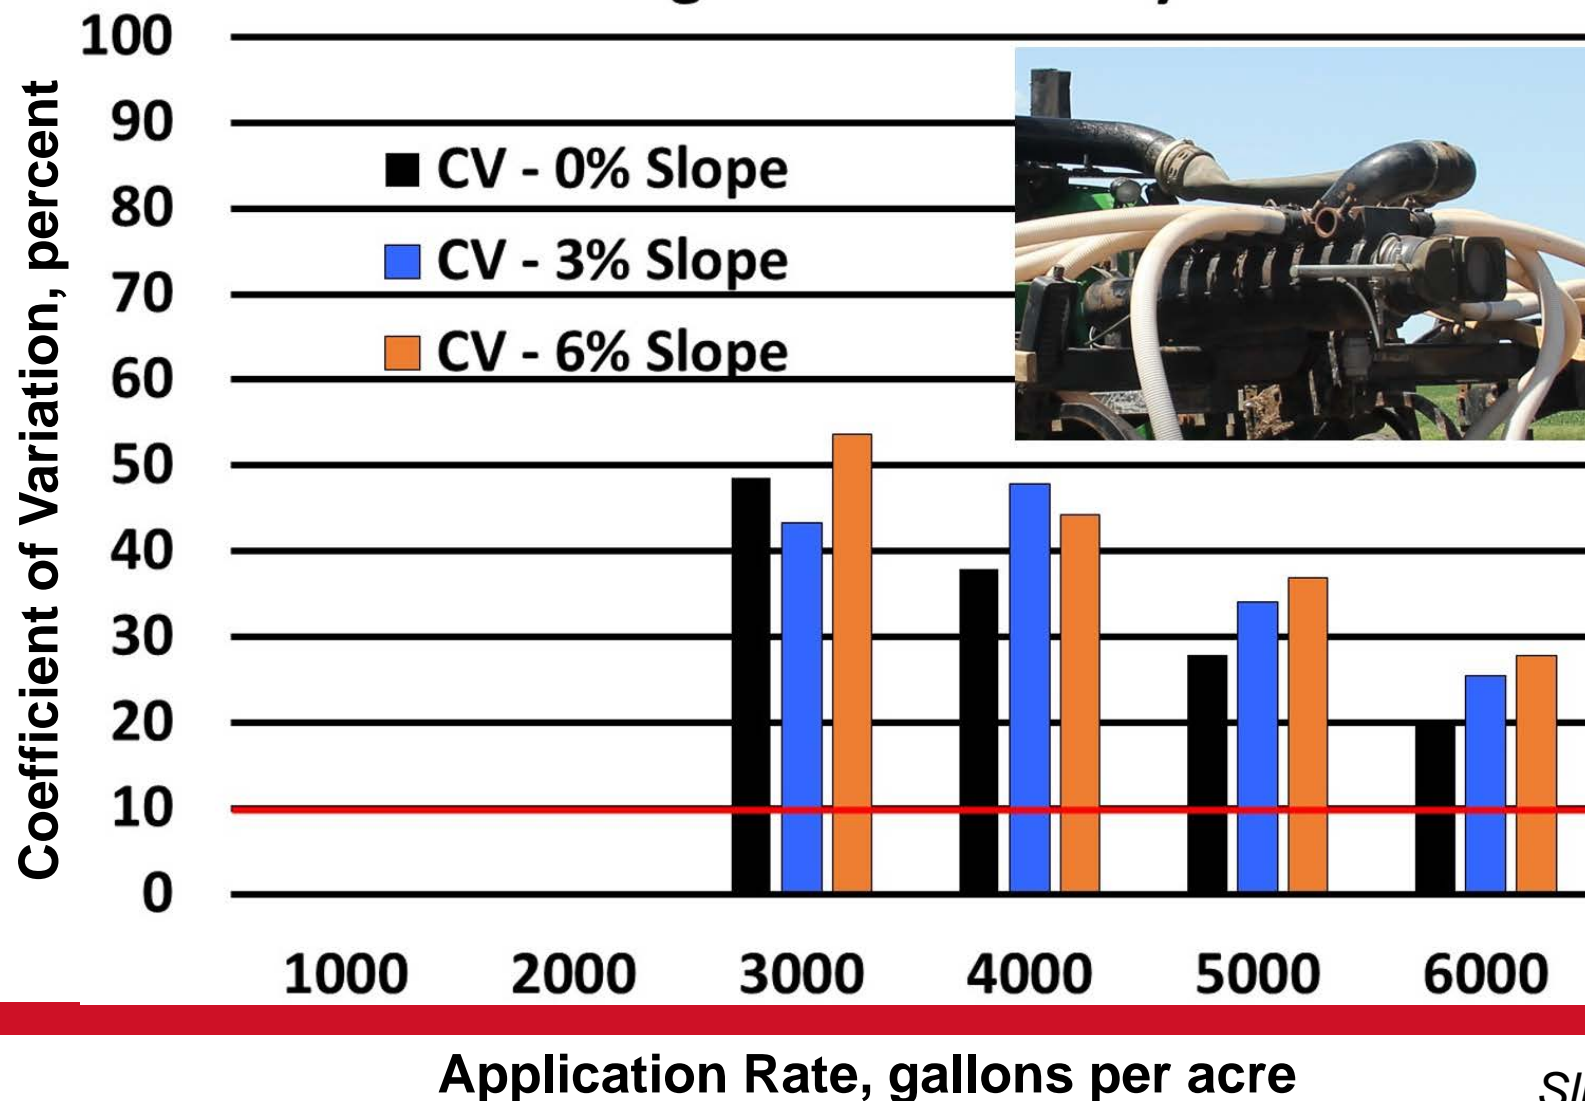 100
90
80
70
60
50
40
30
20
10
0
Coefficient of Variation, percent
CV - 0% Slope
CV - 3% Slope
CV - 6% Slope
1000 2000 3000 4000 5000 6000
Application Rate, gallons per acre